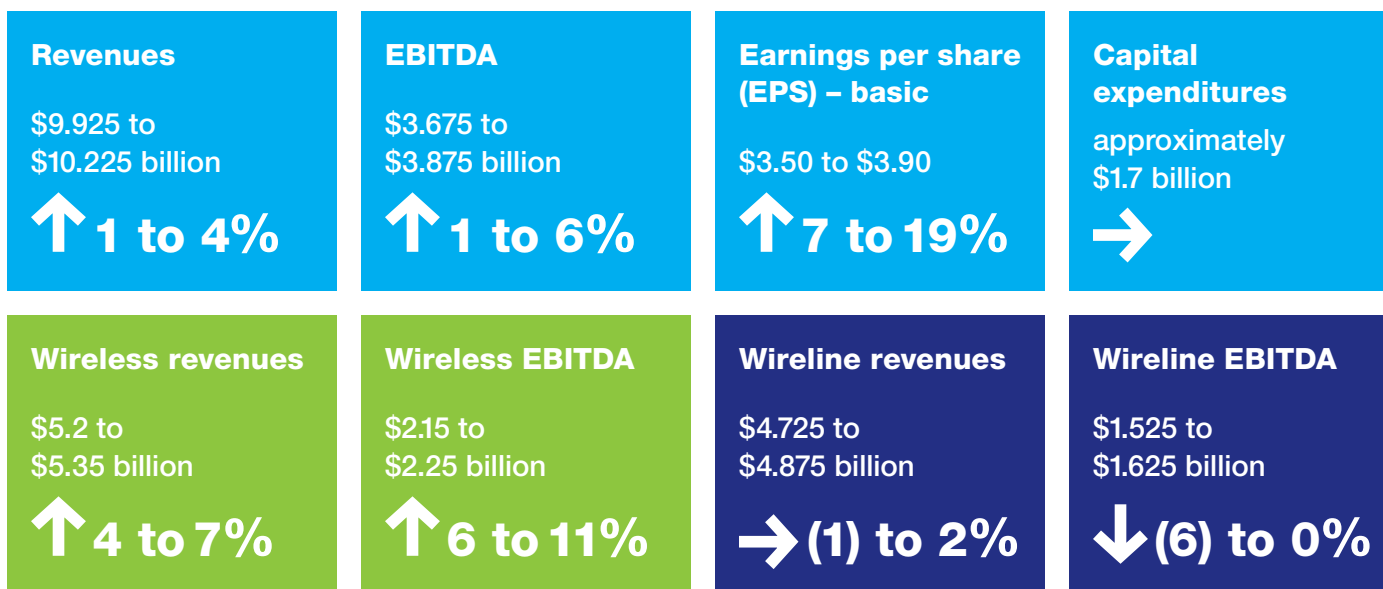 Revenues
$9.925 to
$10.225 billion
1 to 4%
EBITDA
$3.675 to
$3.875 billion
1 to 6%
Earnings per share
(EPS) – basic
$3.50 to $3.90
7 to 19%
Capital
expenditures
approximately
$1.7 billion
Wireless revenues
$5.2 to
$5.35 billion
4 to 7%
Wireless EBITDA
$2.15 to
$2.25 billion
6 to 11%
Wireline revenues
$4.725 to
$4.875 billion
(1) to 2%
Wireline EBITDA
$1.525 to
$1.625 billion
(6) to 0%